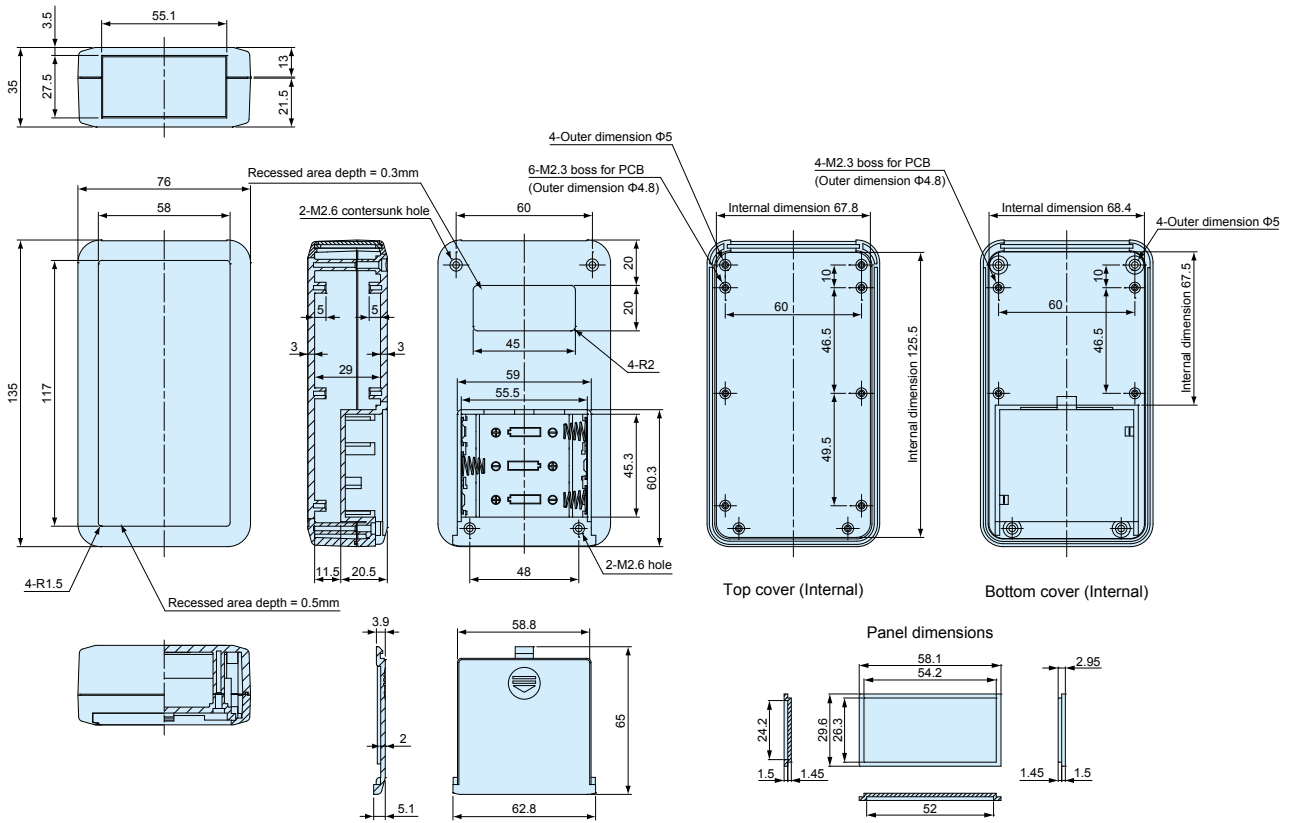 55.1
3.5
35
27.5
13
21.5
76
58
135
117
4-R1.5
Recessed area depth = 0.5mm
Recessed area depth = 0.3mm
2-M2.6 contersunk hole
5
5
3
3
29
11.5
20.5
60
20
20
45
4-R2
59
55.5
45.3
60.3
48
2-M2.6 hole
4-Outer dimension Φ5
6-M2.3 boss for PCB
(Outer dimension Φ4.8)
Internal dimension 67.8
10
60
46.5
49.5
Internal dimension 125.5
Top cover (Internal)
4-M2.3 boss for PCB
(Outer dimension Φ4.8)
Internal dimension 68.4
4-Outer dimension Φ5
10
60
46.5
Internal dimension 67.5
Bottom cover (Internal)
3.9
2
5.1
58.8
65
62.8
Panel dimensions
58.1
54.2
24.2
1.5
1.45
29.6
26.3
52
2.95
1.45
1.5